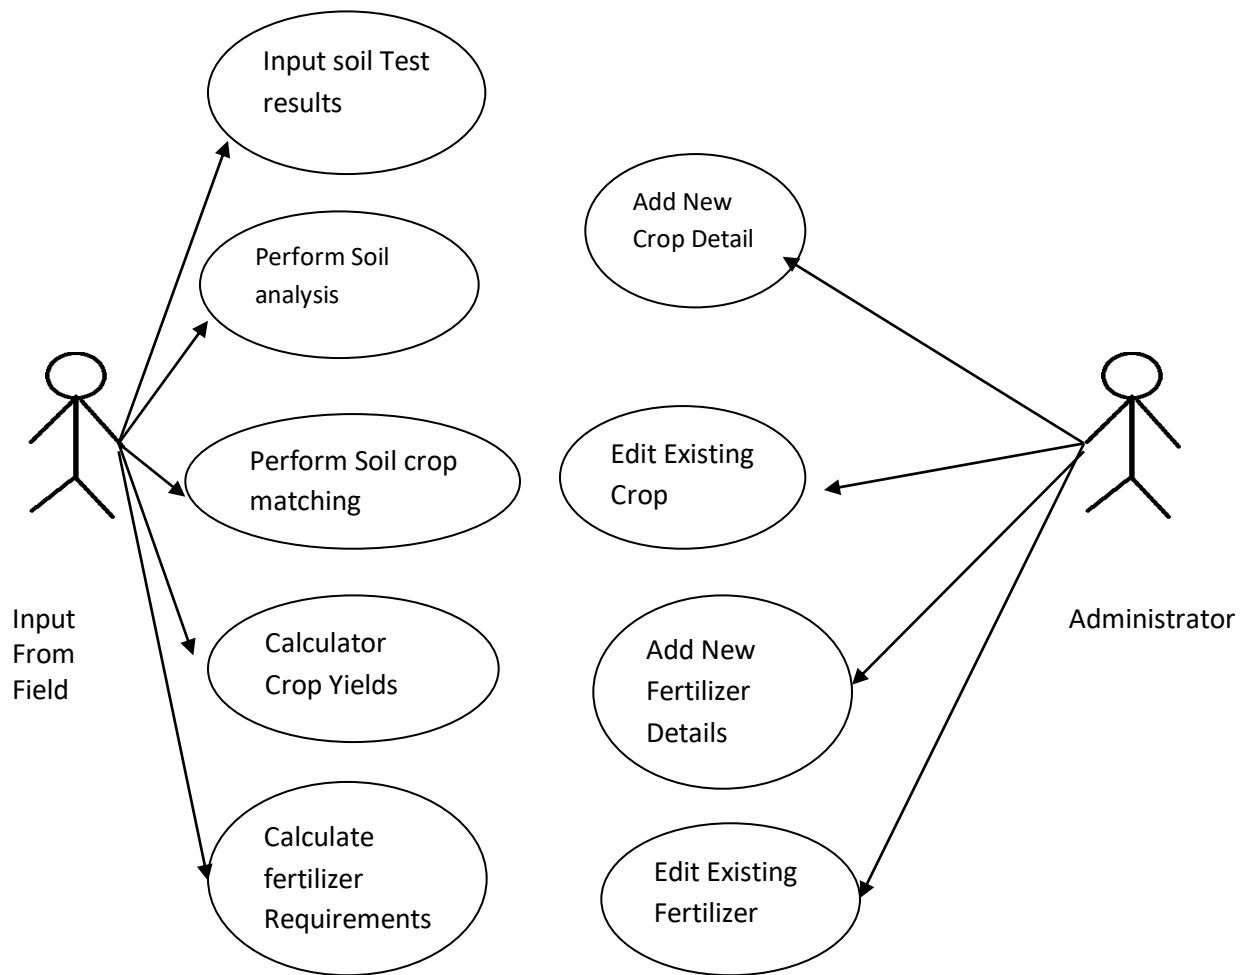 Input soil Test
results
Perform Soil
analysis
Perform Soil crop
matching
Calculator
Crop Yields
Calculate
fertilizer
Requirements
Input
From
Field
Add New
Crop Detail
Edit Existing
Crop
Add New
Fertilizer
Details
Edit Existing
Fertilizer
Administrator